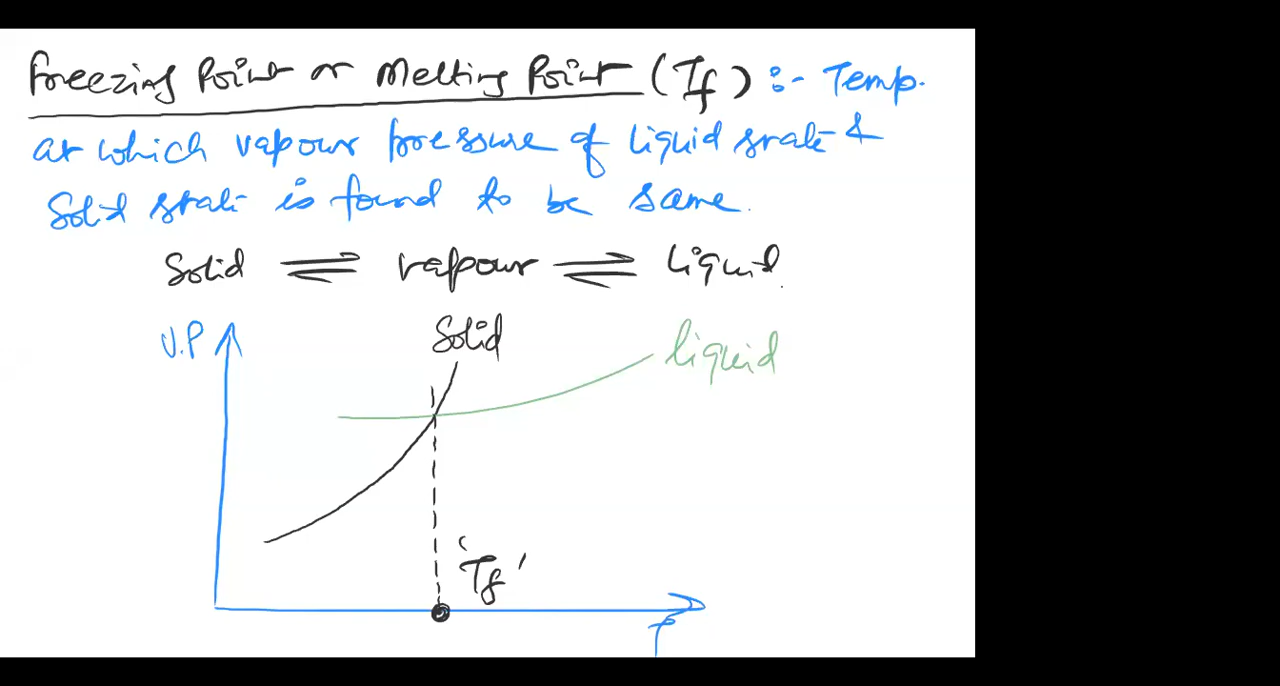 Freezing Point or Melting Point (Tf) :- Temp.
at which vapour pressure of liquid state &
Solid state is found to be same.
Solid ⇌ vapour ⇌ liquid.
V.P
Solid
liquid
'Tf'
T